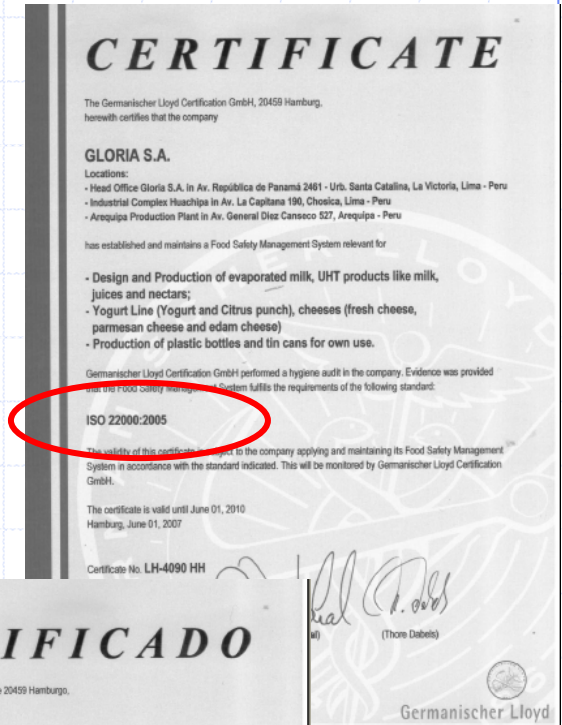 CERTIFICATE
The Germanischer Lloyd Certification GmbH, 20459 Hamburg,
herewith certifies that the company
GLORIA S.A.
Locations:
- Head Office Gloria S.A. in Av. República de Panamá 2461 - Urb. Santa Catalina, La Victoria, Lima - Peru
- Industrial Complex Huachipa in Av. La Capitana 190, Chosica, Lima - Peru
- Arequipa Production Plant in Av. General Diez Canseco 527, Arequipa - Peru
has established and maintains a Food Safety Management System relevant for
- Design and Production of evaporated milk, UHT products like milk,
juices and nectars;
- Yogurt Line (Yogurt and Citrus punch), cheeses (fresh cheese,
parmesan cheese and edam cheese)
- Production of plastic bottles and tin cans for own use.
Germanischer Lloyd Certification GmbH performed a hygiene audit in the company. Evidence was provided
that the Food Safety Management System fulfills the requirements of the following standard:
ISO 22000:2005
The validity of this certificate is subject to the company applying and maintaining its Food Safety Management
System in accordance with the standard indicated. This will be monitored by Germanischer Lloyd Certification
GmbH.
The certificate is valid until June 01, 2010
Hamburg, June 01, 2007
Certificate No. LH-4090 HH
(Thore Dabels)
Germanischer Lloyd
IFICADO
20459 Hamburgo,